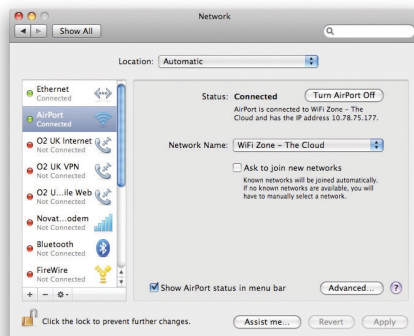 Network
Show All
Location: Automatic
Ethernet
Connected
AirPort
Connected
O2 UK Internet
Not Connected
O2 UK VPN
Not Connected
O2 U...ile Web
Not Connected
Novat...odem
Not Connected
Bluetooth
Not Connected
FireWire
Not Connected
Status: Connected
Turn AirPort Off
AirPort is connected to WiFi Zone – The
Cloud and has the IP address 10.78.75.177.
Network Name: WiFi Zone – The Cloud
Ask to join new networks
Known networks will be joined automatically.
If no known networks are available, you will
have to manually select a network.
Show AirPort status in menu bar
Advanced...
?
Click the lock to prevent further changes.
Assist me...
Revert
Apply